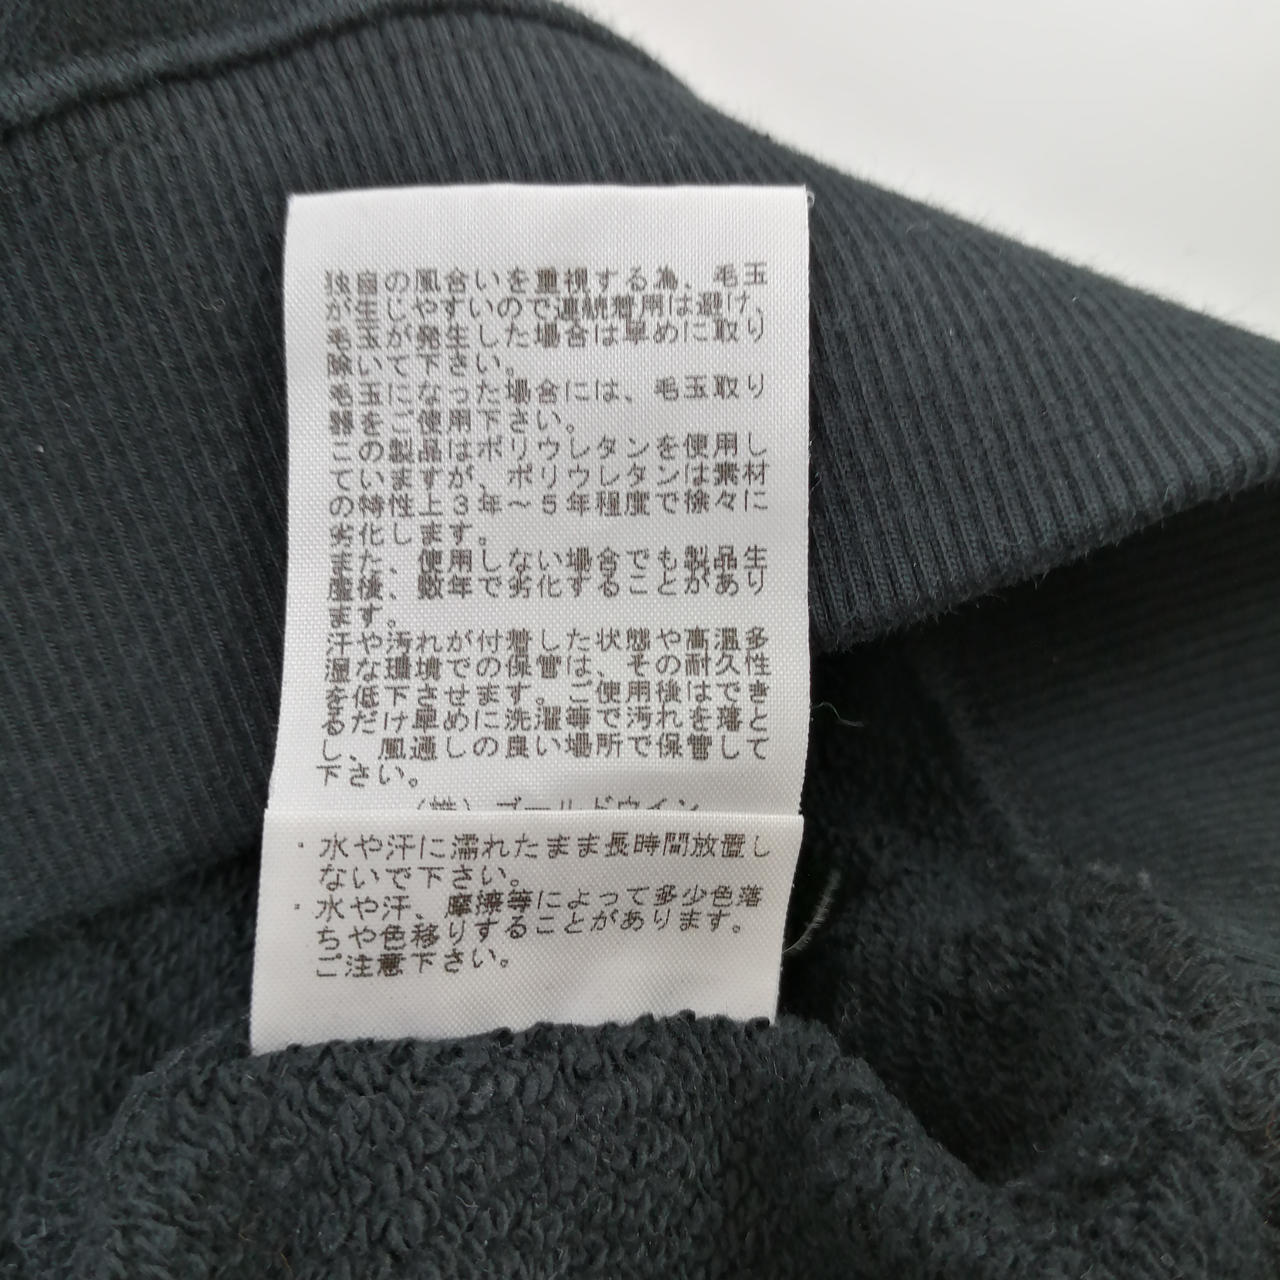 独自の風合いを重視する為、毛玉
が生じやすいので連続着用は避け、
毛玉が発生した場合は早めに取り
除いて下さい。
毛玉になった場合には、毛玉取り
器をご使用下さい。
この製品はポリウレタンを使用し
ていますが、ポリウレタンは素材
の特性上3年~5年程度で徐々に
劣化します。
また、使用しない場合でも製品生
産後、数年で劣化することがあり
ます。
汗や汚れが付着した状態や高温多
湿な環境での保管は、その耐久性
を低下させます。ご使用後はでき
るだけ早めに洗濯等で汚れを落と
し、風通しの良い場所で保管して
下さい。
(株)ゴールドウイン
・水や汗に濡れたまま長時間放置し
ないで下さい。
・水や汗、摩擦等によって多少色落
ちや色移りすることがあります。
ご注意下さい。